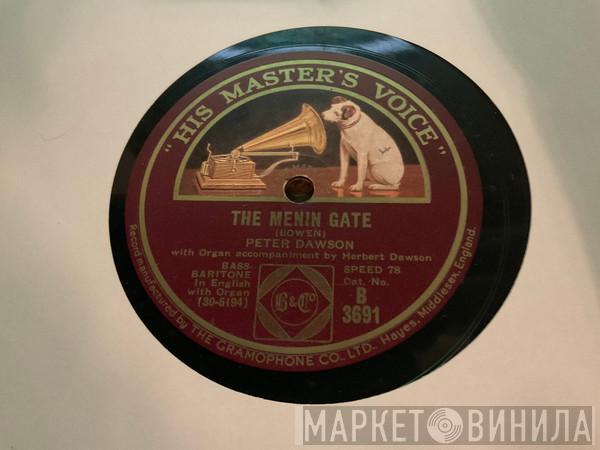 "HIS MASTER'S VOICE"
THE MENIN GATE
(BOWEN)
PETER DAWSON
with Organ accompaniment by Herbert Dawson
BASS-
BARITONE
In English
with Organ
(30-5194)
B & Co
SPEED 78
Cat. No.
B
3691
Record manufactured by THE GRAMOPHONE CO., LTD., Hayes, Middlesex, England.
МАРКЕТ ВИНИЛА